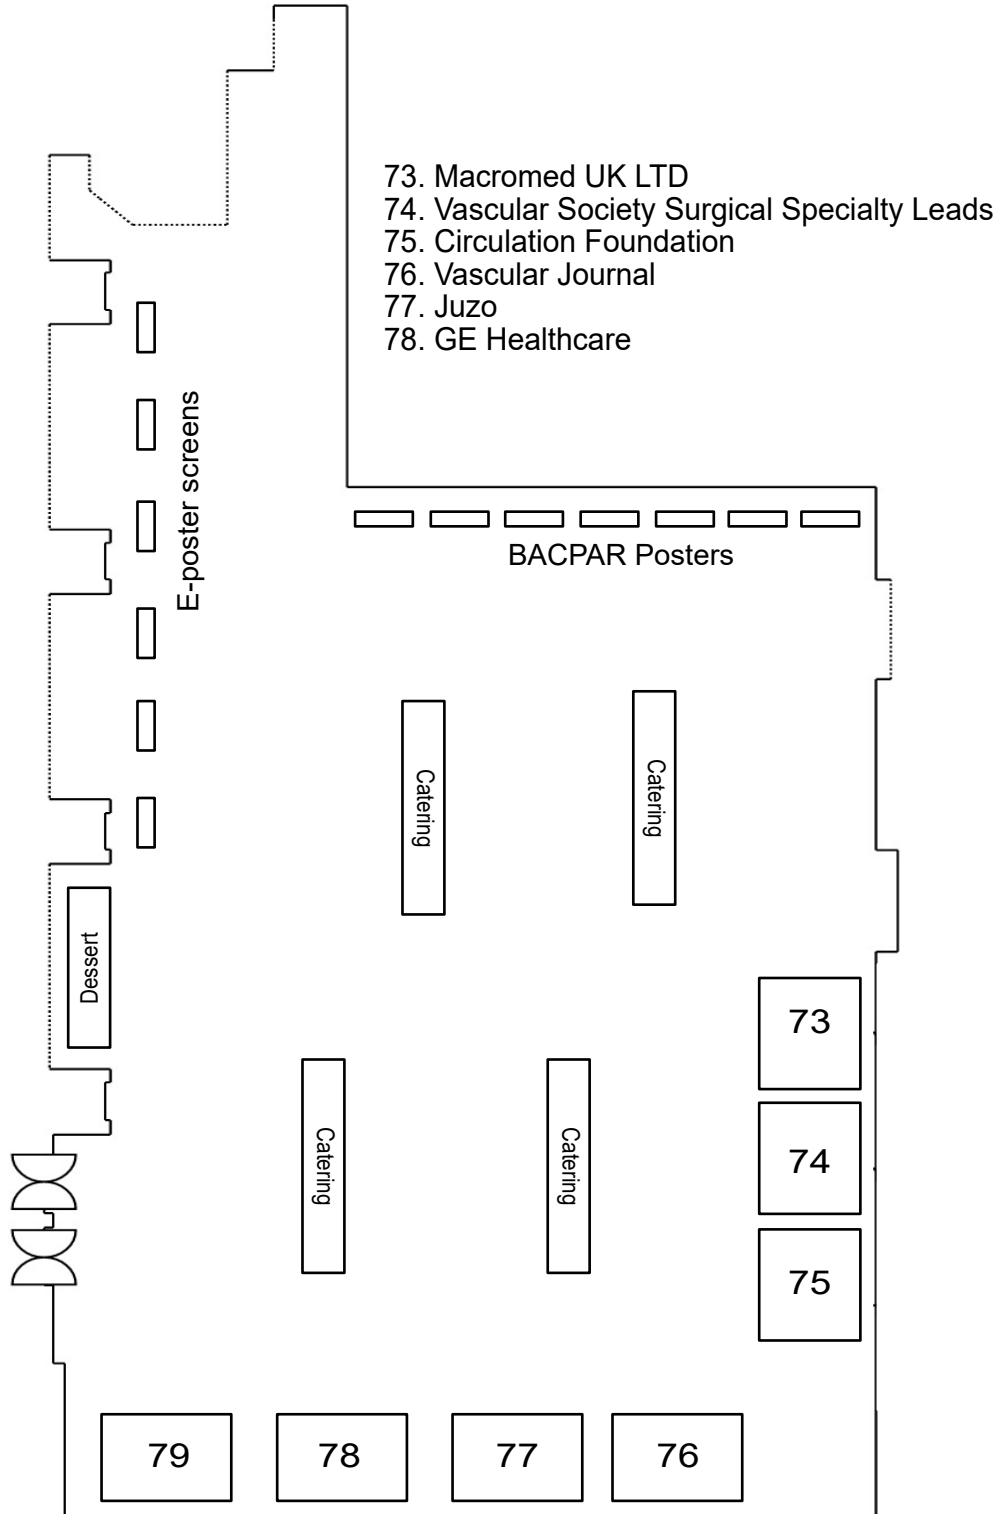 73. Macromed UK LTD
74. Vascular Society Surgical Specialty Leads
75. Circulation Foundation
76. Vascular Journal
77. Juzo
78. GE Healthcare
E-poster screens
BACPAR Posters
Catering
Catering
Dessert
73
Catering
Catering
74
75
79
78
77
76